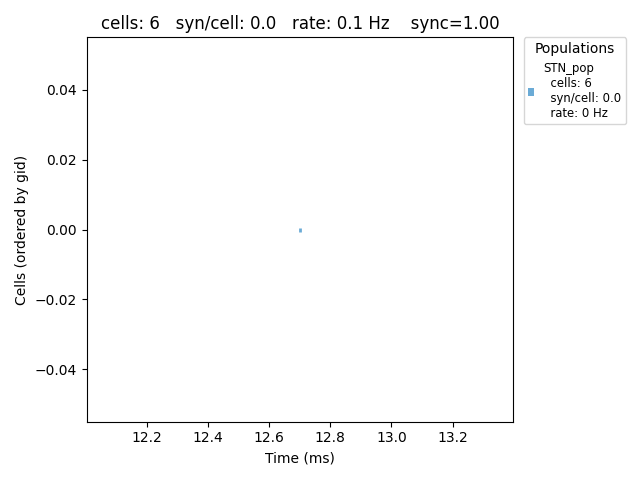 cells: 6   syn/cell: 0.0   rate: 0.1 Hz    sync=1.00
Populations
STN_pop
cells: 6
syn/cell: 0.0
rate: 0 Hz
0.04
0.02
0.00
−0.02
−0.04
Cells (ordered by gid)
12.2 12.4 12.6 12.8 13.0 13.2
Time (ms)